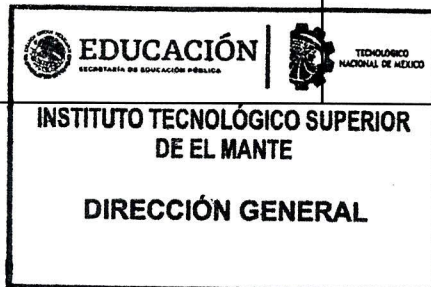 EDUCACIÓN
SECRETARÍA DE EDUCACIÓN PÚBLICA
TECNOLÓGICO
NACIONAL DE MÉXICO
INSTITUTO TECNOLÓGICO SUPERIOR
DE EL MANTE
DIRECCIÓN GENERAL